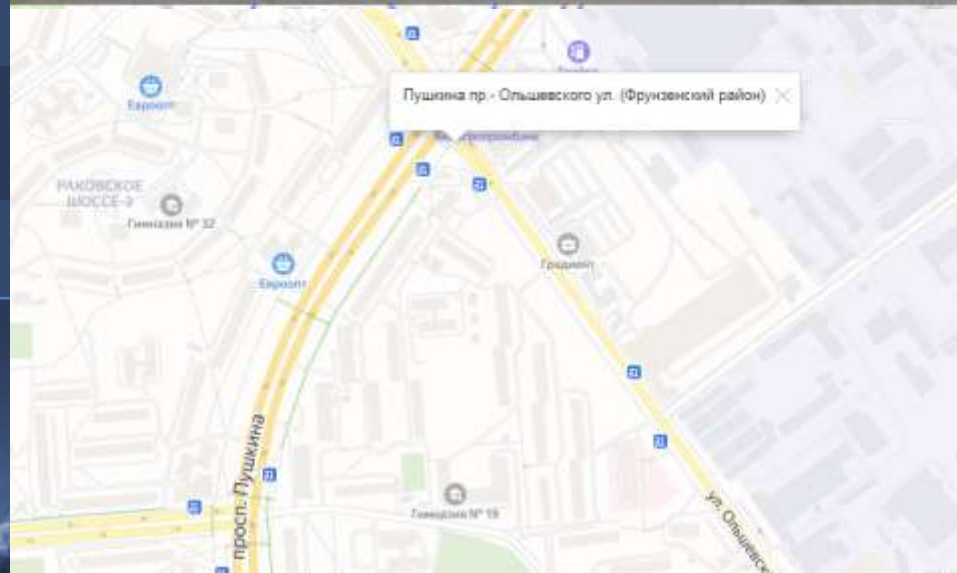 Евроопт
Пушкина пр.- Ольшевского ул. (Фрунзенский район)
РАКОВСКОЕ
ШОССЕ-3
Гимназия № 32
Градиент
Евроопт
просп. Пушкина
Гимназия № 19
ул. Ольшевск